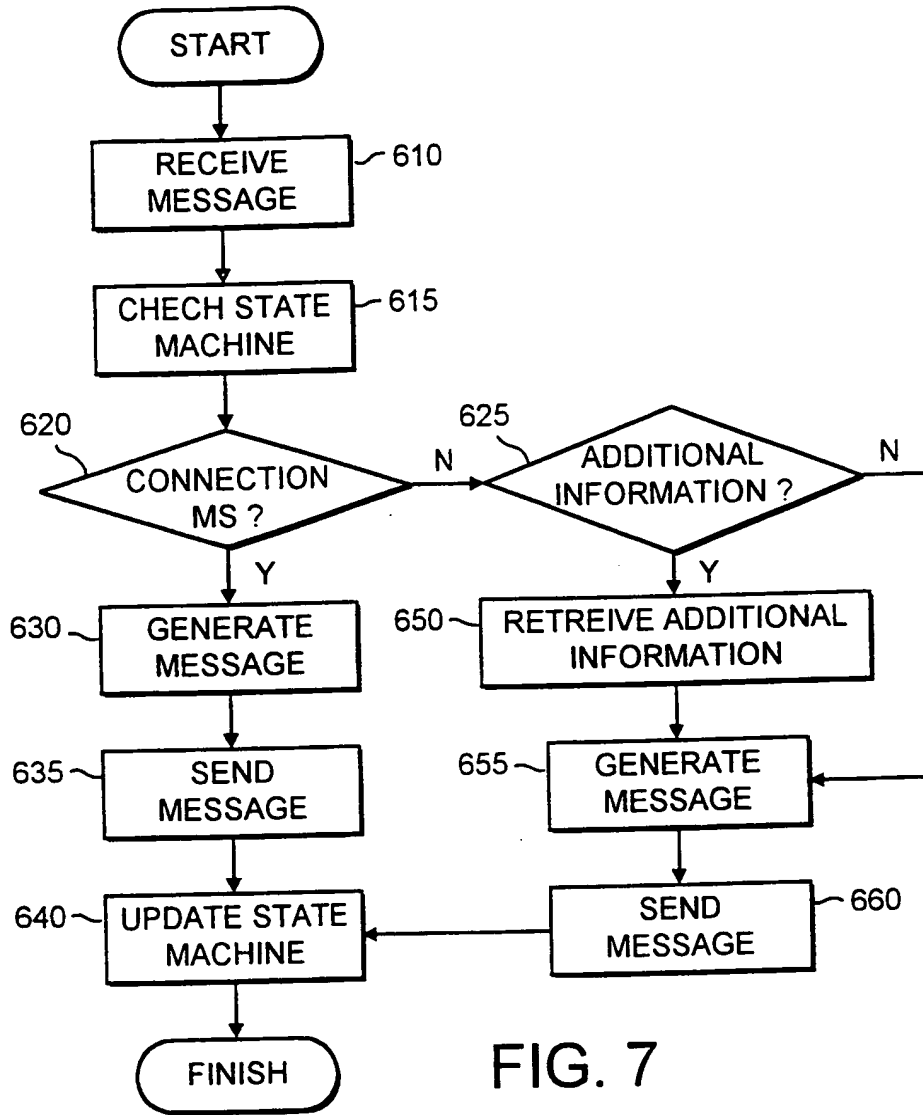 START
RECEIVE
MESSAGE
610
CHECH STATE
MACHINE
615
620
CONNECTION
MS ?
N
625
ADDITIONAL
INFORMATION ?
N
Y
Y
630
GENERATE
MESSAGE
650
RETREIVE ADDITIONAL
INFORMATION
635
SEND
MESSAGE
655
GENERATE
MESSAGE
640
UPDATE STATE
MACHINE
SEND
MESSAGE
660
FINISH
FIG. 7